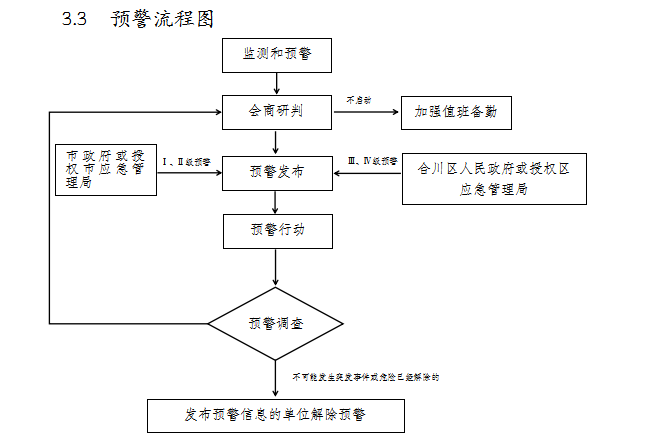 3.3 预警流程图
监测和预警
会商研判
不启动
加强值班备勤
市政府或授
权市应急管
理局
Ⅰ、Ⅱ级预警
预警发布
Ⅲ、Ⅳ级预警
合川区人民政府或授权区
应急管理局
预警行动
预警调查
不可能发生突发事件或危险已经解除的
发布预警信息的单位解除预警